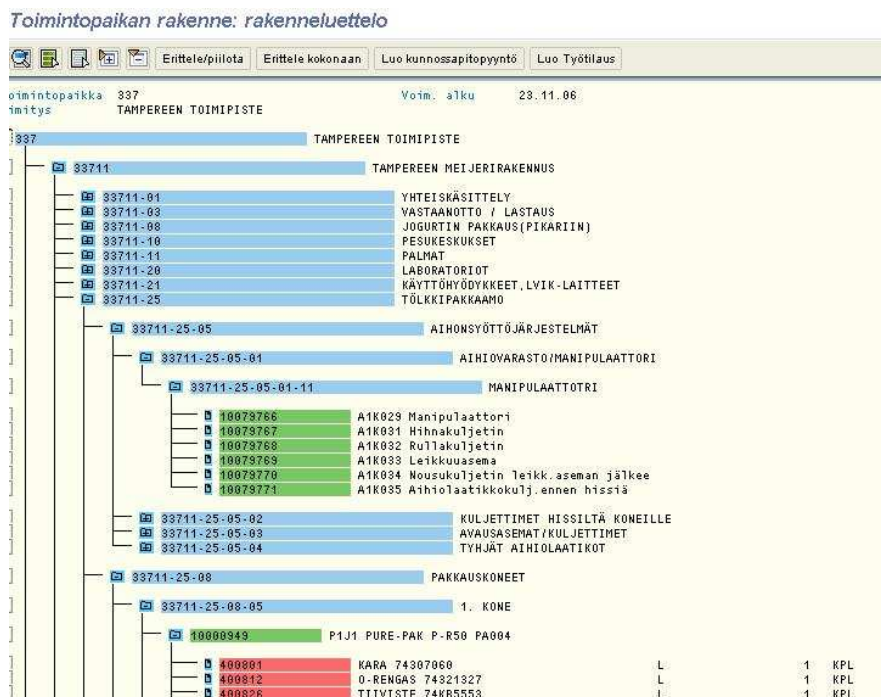 Toimintopaikan rakenne: rakenneluettelo
Erittele/piilota Erittele kokonaan Luo kunnossapitopyyntö Luo Työtilaus
oimintopaikka 337 Voim. alku 23.11.06
imitys TAMPEREEN TOIMIPISTE
337 TAMPEREEN TOIMIPISTE
33711 TAMPEREEN MEIJERIRAKENNUS
33711-01 YHTEISKÄSITTELY
33711-03 VASTAANOTTO / LASTAUS
33711-08 JOGURTIN PAKKAUS(PIKARIIN)
33711-10 PESUKESKUKSET
33711-11 PALMAT
33711-20 LABORATORIOT
33711-21 KÄYTTÖHYÖDYKKEET,LVIK-LAITTEET
33711-25 TÖLKKIPAKKAAMO
33711-25-05 AIHONSYÖTTÖJÄRJESTELMÄT
33711-25-05-01 AIHIOVARASTO/MANIPULAATTORI
33711-25-05-01-11 MANIPULAATTOTRI
10079766 A1K029 Manipulaattori
10079767 A1K031 Hihnakuljetin
10079768 A1K032 Rullakuljetin
10079769 A1K033 Leikkuuasema
10079770 A1K034 Nousukuljetin leikk.aseman jälkee
10079771 A1K035 Aihiolaatikkokulj.ennen hissiä
33711-25-05-02 KULJETTIMET HISSILTÄ KONEILLE
33711-25-05-03 AVAUSASEMAT/KULJETTIMET
33711-25-05-04 TYHJÄT AIHIOLAATIKOT
33711-25-08 PAKKAUSKONEET
33711-25-08-05 1. KONE
10000949 P1J1 PURE-PAK P-R50 PA004
400801 KARA 74307060 L 1 KPL
400812 O-RENGAS 74321327 L 1 KPL
400826 TIIVISTE 74KR5553 L 1 KPL